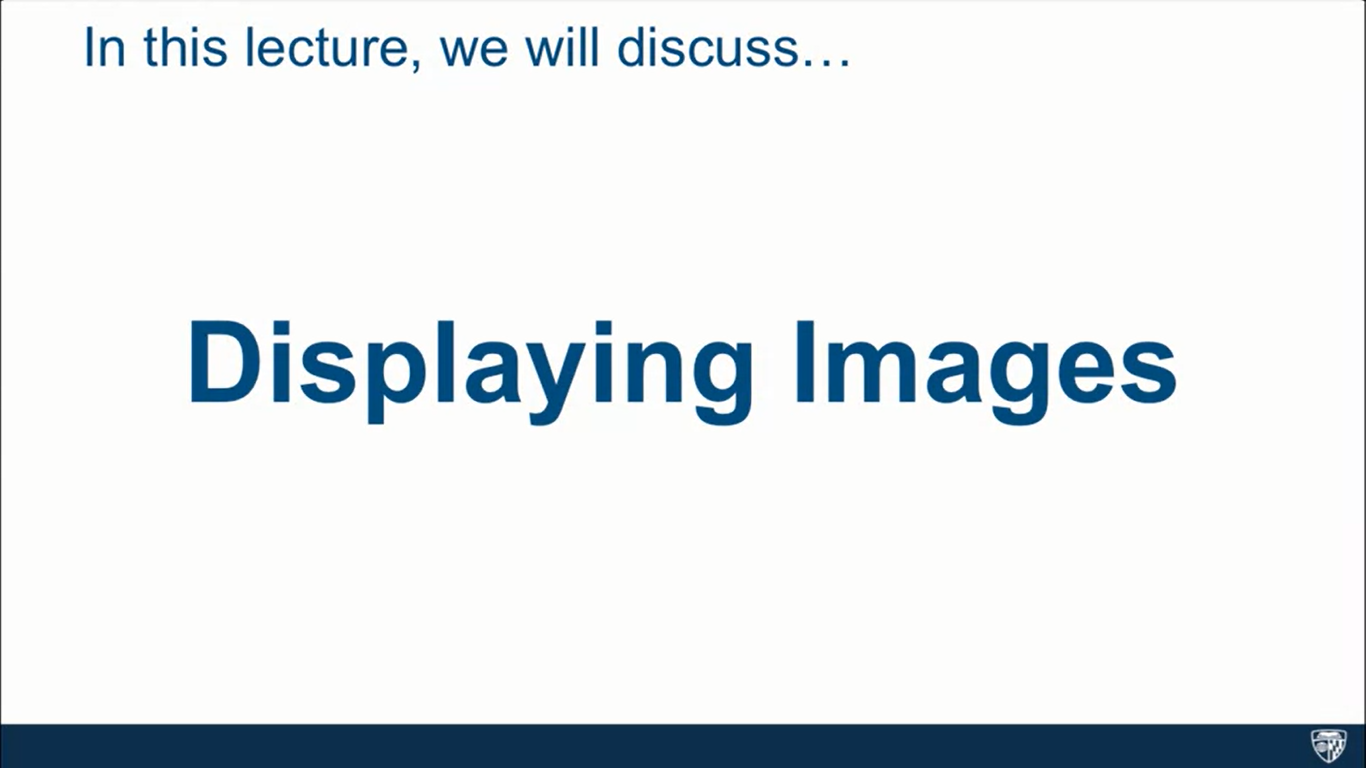 In this lecture, we will discuss…
Displaying Images